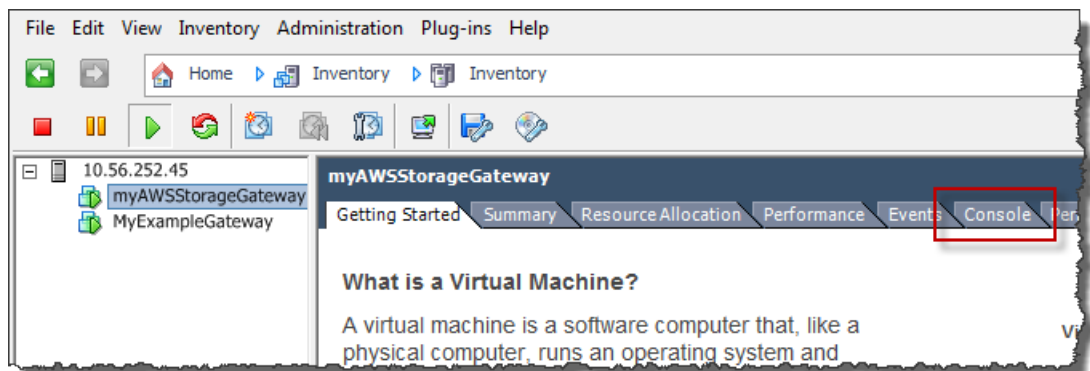 File Edit View Inventory Administration Plug-ins Help
Home Inventory Inventory
10.56.252.45
myAWSStorageGateway
MyExampleGateway
myAWSStorageGateway
Getting Started Summary Resource Allocation Performance Events Console
What is a Virtual Machine?
A virtual machine is a software computer that, like a
physical computer, runs an operating system and